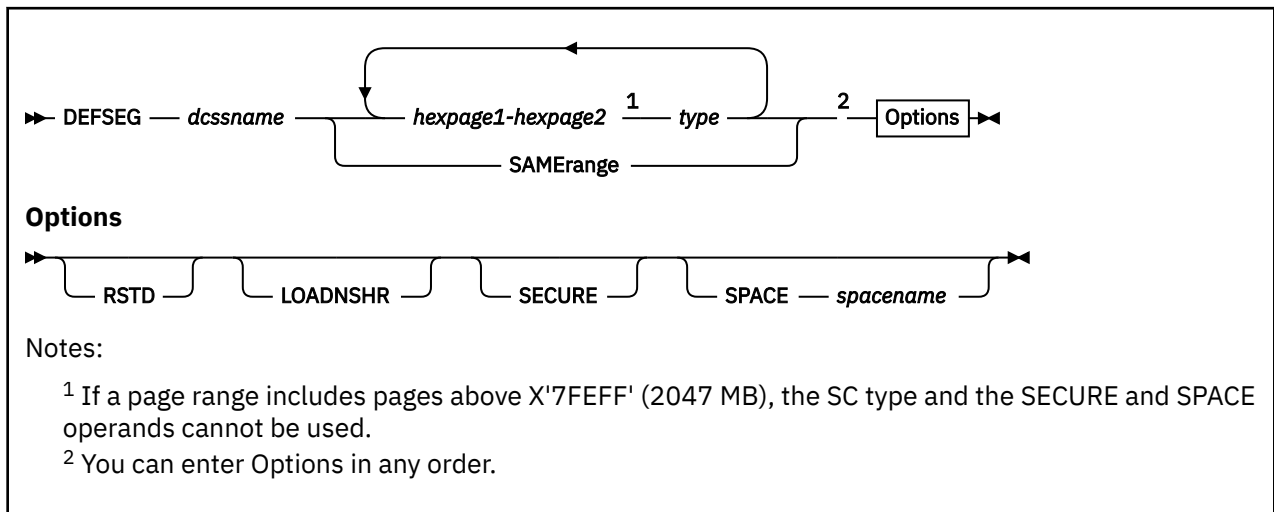 DEFSEG dcssname hexpage1-hexpage2 1 type 2 Options
SAMErange
Options
RSTD LOADNSHR SECURE SPACE spacename
Notes:
1 If a page range includes pages above X'7FEFF' (2047 MB), the SC type and the SECURE and SPACE
operands cannot be used.
2 You can enter Options in any order.